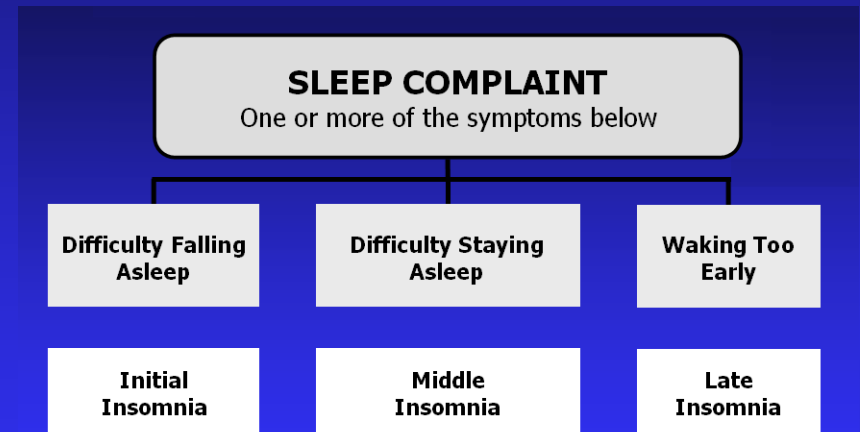 SLEEP COMPLAINT
One or more of the symptoms below
Difficulty Falling
Asleep
Difficulty Staying
Asleep
Waking Too
Early
Initial
Insomnia
Middle
Insomnia
Late
Insomnia